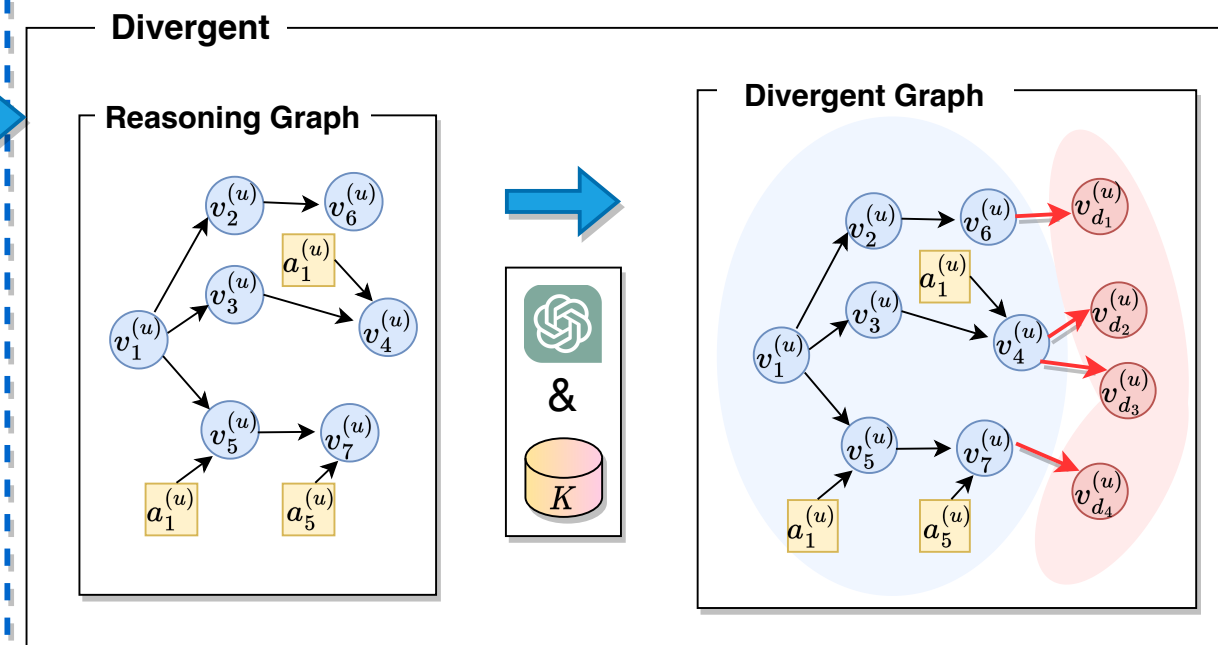 Divergent
Reasoning Graph
v_2^{(u)}
v_6^{(u)}
a_1^{(u)}
v_3^{(u)}
v_1^{(u)}
v_4^{(u)}
v_5^{(u)}
v_7^{(u)}
a_1^{(u)}
a_5^{(u)}
&
K
Divergent Graph
v_2^{(u)}
v_6^{(u)}
v_{d_1}^{(u)}
a_1^{(u)}
v_3^{(u)}
v_{d_2}^{(u)}
v_1^{(u)}
v_4^{(u)}
v_{d_3}^{(u)}
v_5^{(u)}
v_7^{(u)}
v_{d_4}^{(u)}
a_1^{(u)}
a_5^{(u)}